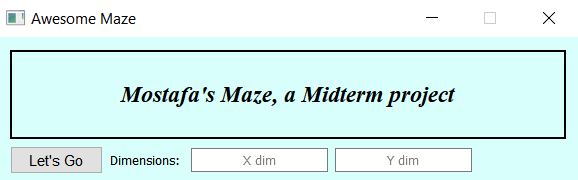 Awesome Maze
Mostafa's Maze, a Midterm project
Let's Go Dimensions: X dim Y dim